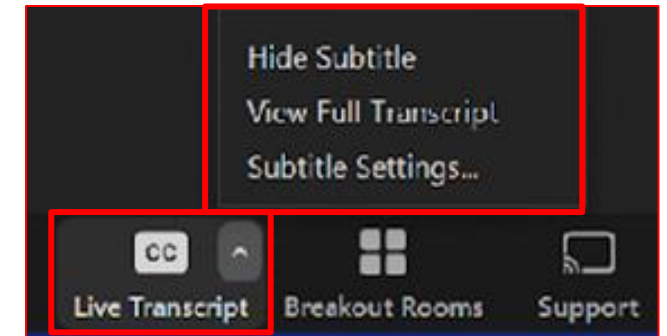 Hide Subtitle
View Full Transcript
Subtitle Settings...
CC
Live Transcript Breakout Rooms Support